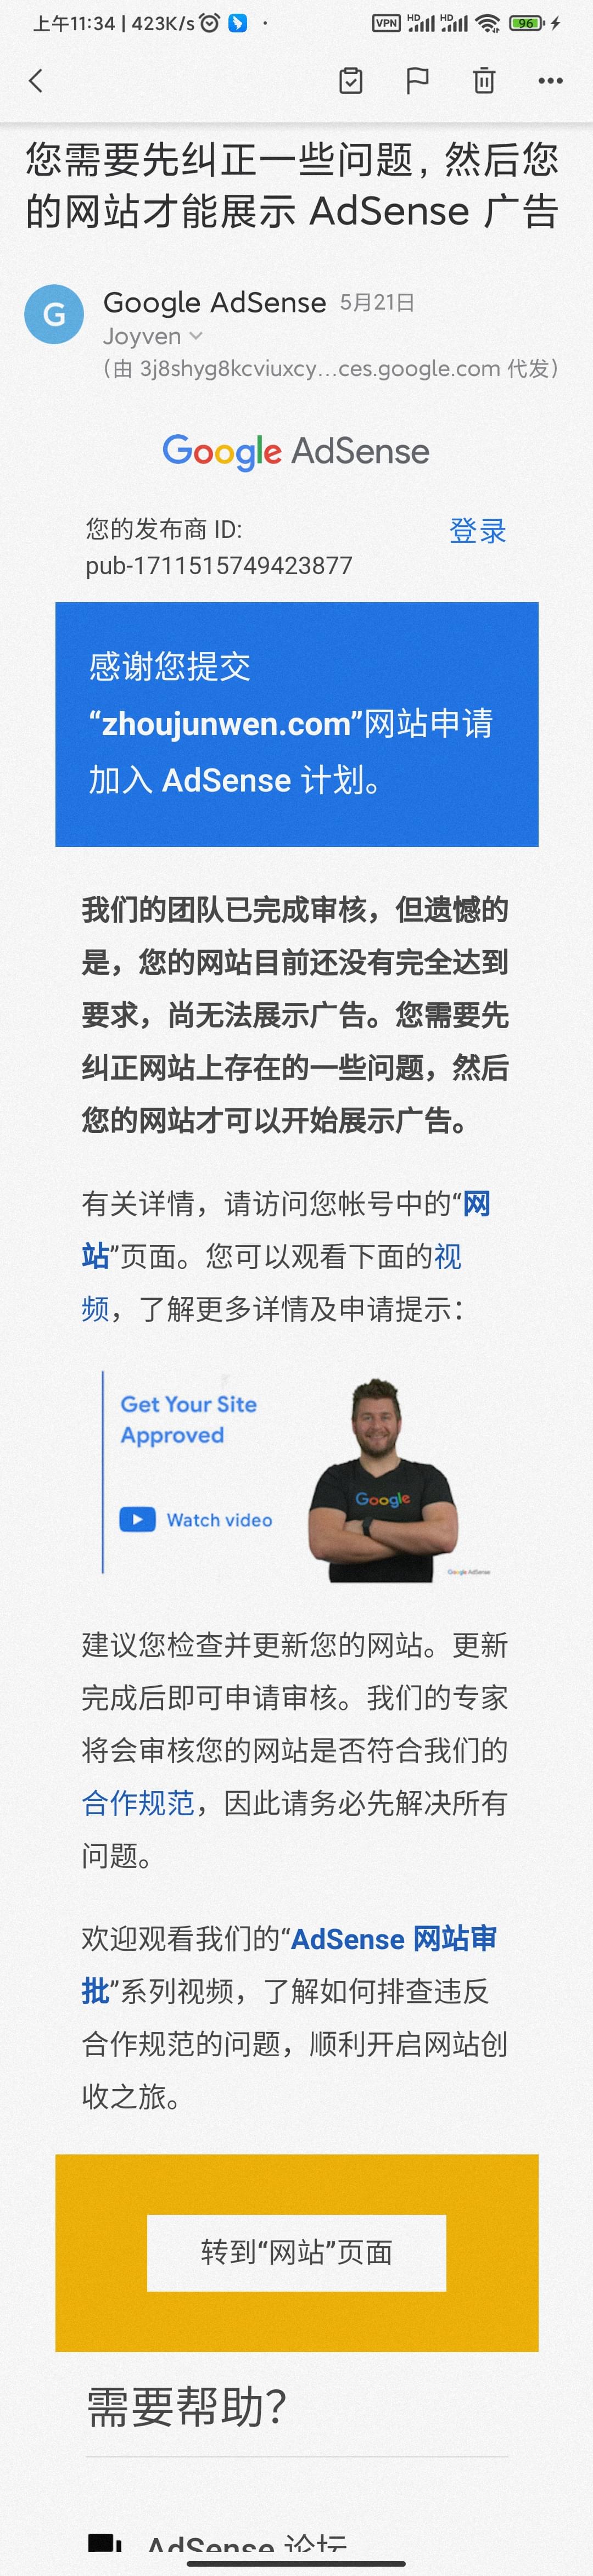 上午11:34 | 423K/s
VPN HD HD 96
您需要先纠正一些问题，然后您
的网站才能展示 AdSense 广告
G
Google AdSense 5月21日
Joyven
(由 3j8shyg8kcviuxcy...ces.google.com 代发)
Google AdSense
您的发布商 ID:
登录
pub-1711515749423877
感谢您提交
“zhoujunwen.com”网站申请
加入 AdSense 计划。
我们的团队已完成审核，但遗憾的
是，您的网站目前还没有完全达到
要求，尚无法展示广告。您需要先
纠正网站上存在的一些问题，然后
您的网站才可以开始展示广告。
有关详情，请访问您帐号中的“网
站”页面。您可以观看下面的视
频，了解更多详情及申请提示：
Get Your Site
Approved
Watch video
Google
Google AdSense
建议您检查并更新您的网站。更新
完成后即可申请审核。我们的专家
将会审核您的网站是否符合我们的
合作规范，因此请务必先解决所有
问题。
欢迎观看我们的“AdSense 网站审
批”系列视频，了解如何排查违反
合作规范的问题，顺利开启网站创
收之旅。
转到“网站”页面
需要帮助？
AdSense 论坛